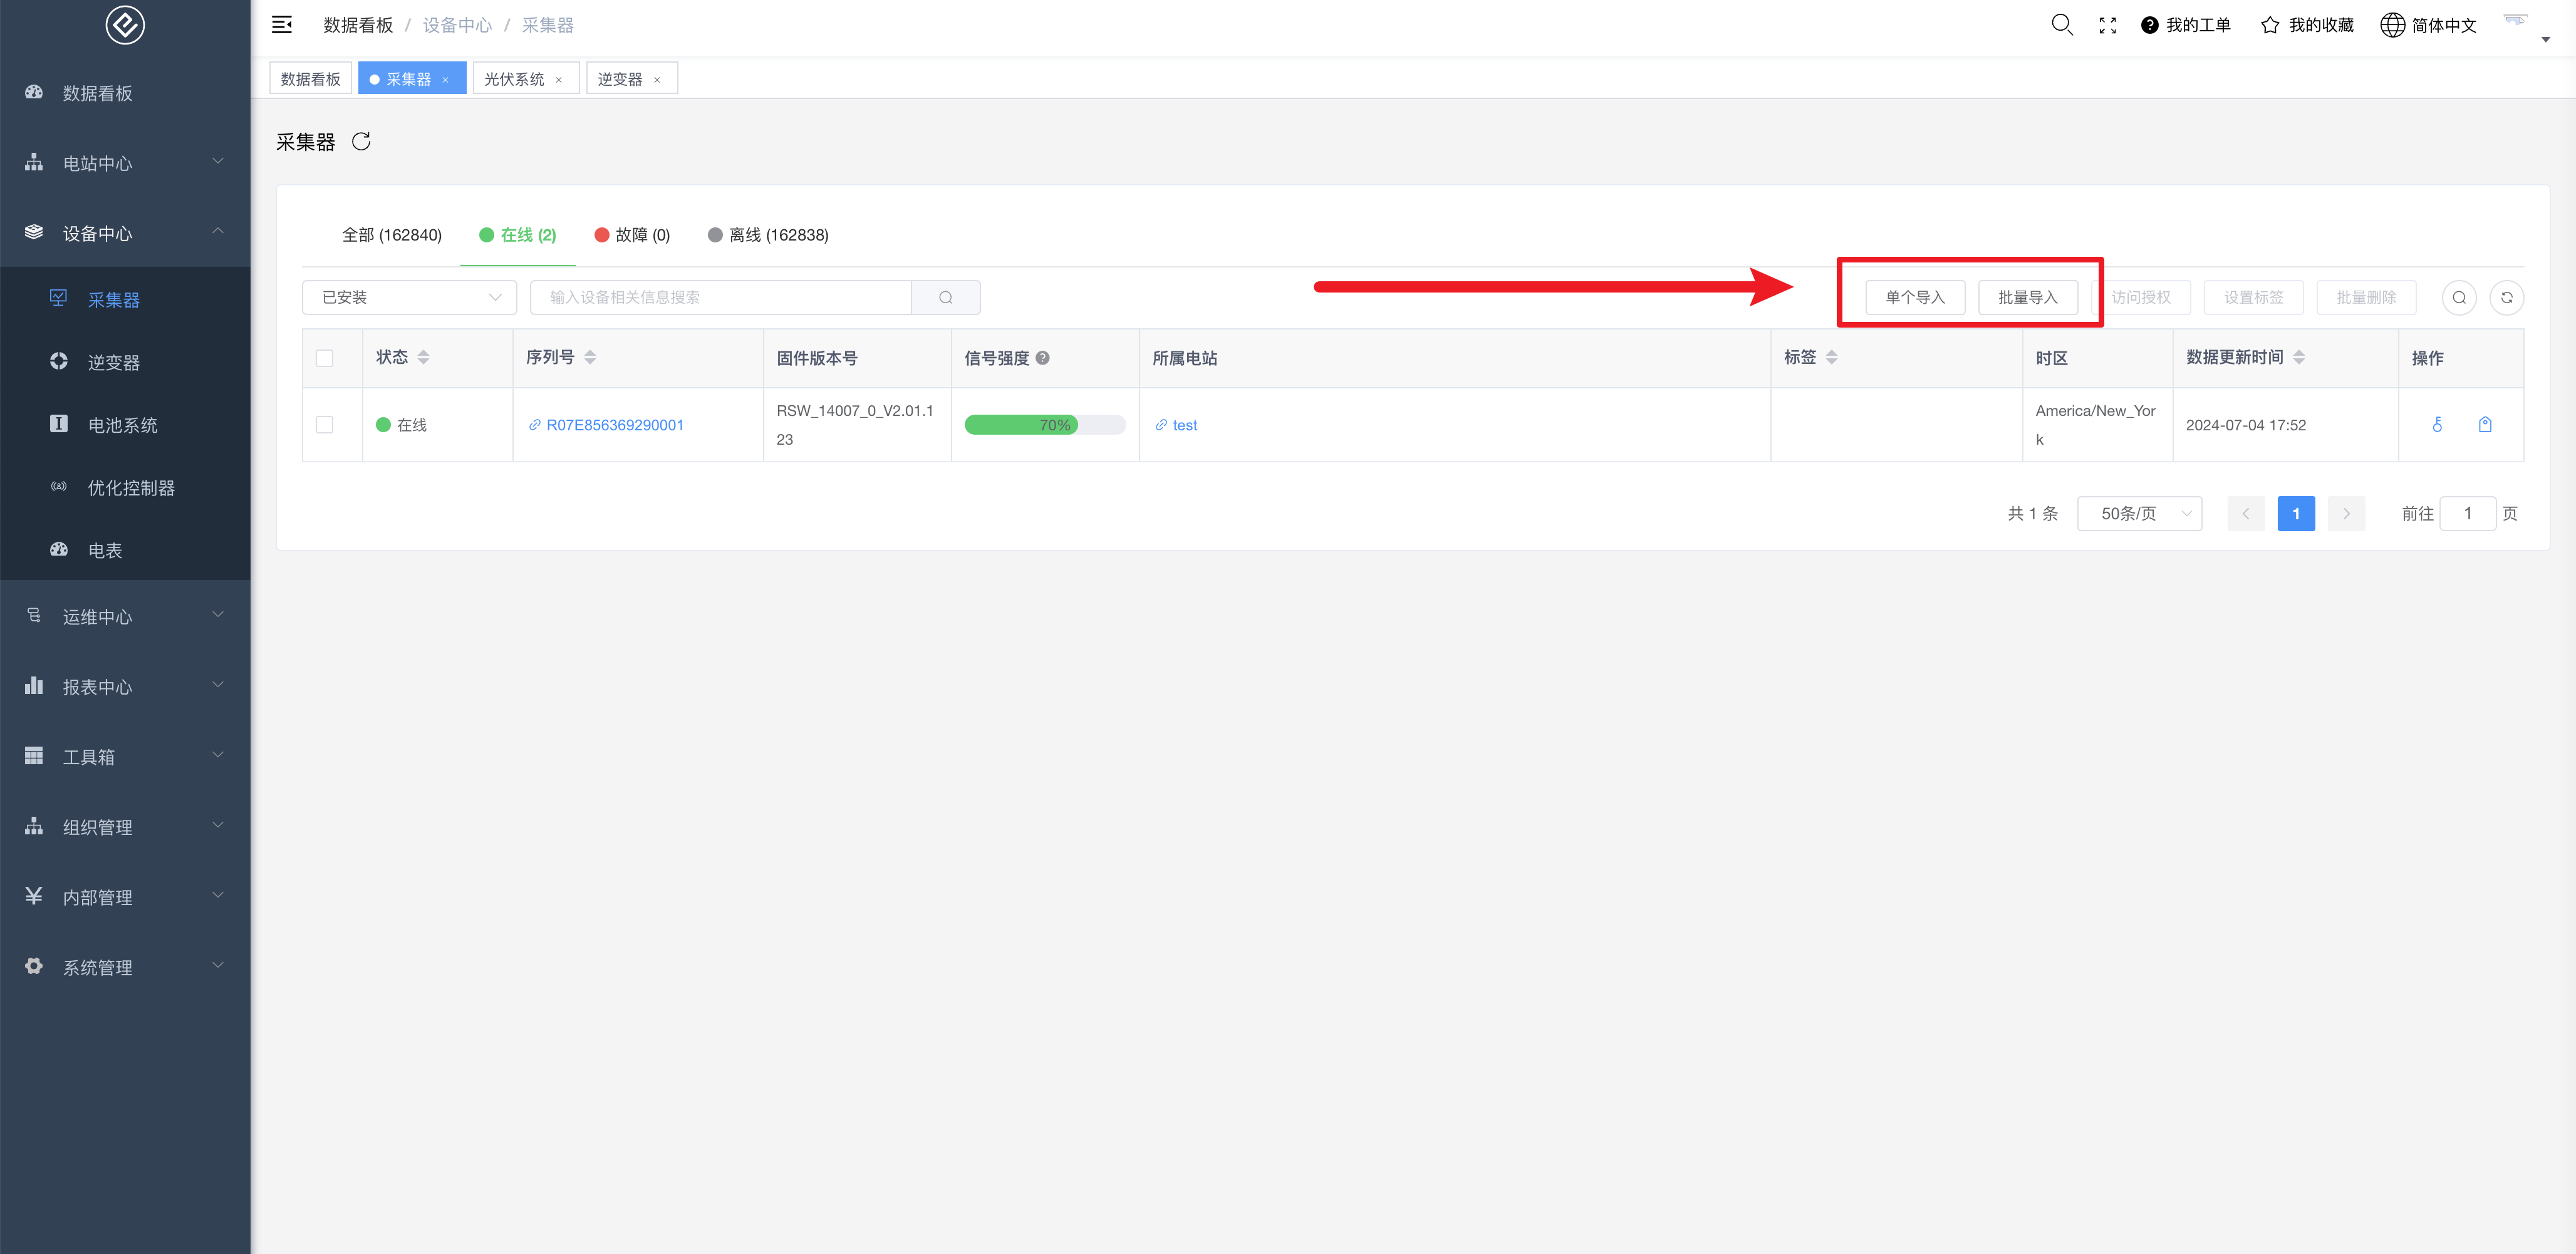 数据看板 / 设备中心 / 采集器
我的工单
我的收藏
简体中文
数据看板
采集器 ×
光伏系统 ×
逆变器 ×
数据看板
电站中心
设备中心
采集器
逆变器
电池系统
优化控制器
电表
运维中心
报表中心
工具箱
组织管理
内部管理
系统管理
采集器
全部 (162840)
在线 (2)
故障 (0)
离线 (162838)
已安装
输入设备相关信息搜索
单个导入
批量导入
访问授权
设置标签
批量删除
状态 序列号 固件版本号 信号强度 所属电站 标签 时区 数据更新时间 操作
在线
R07E856369290001
RSW_14007_0_V2.01.1
23
70%
test
America/New_Yor
k
2024-07-04 17:52
共 1 条
50条/页
1
前往 1 页